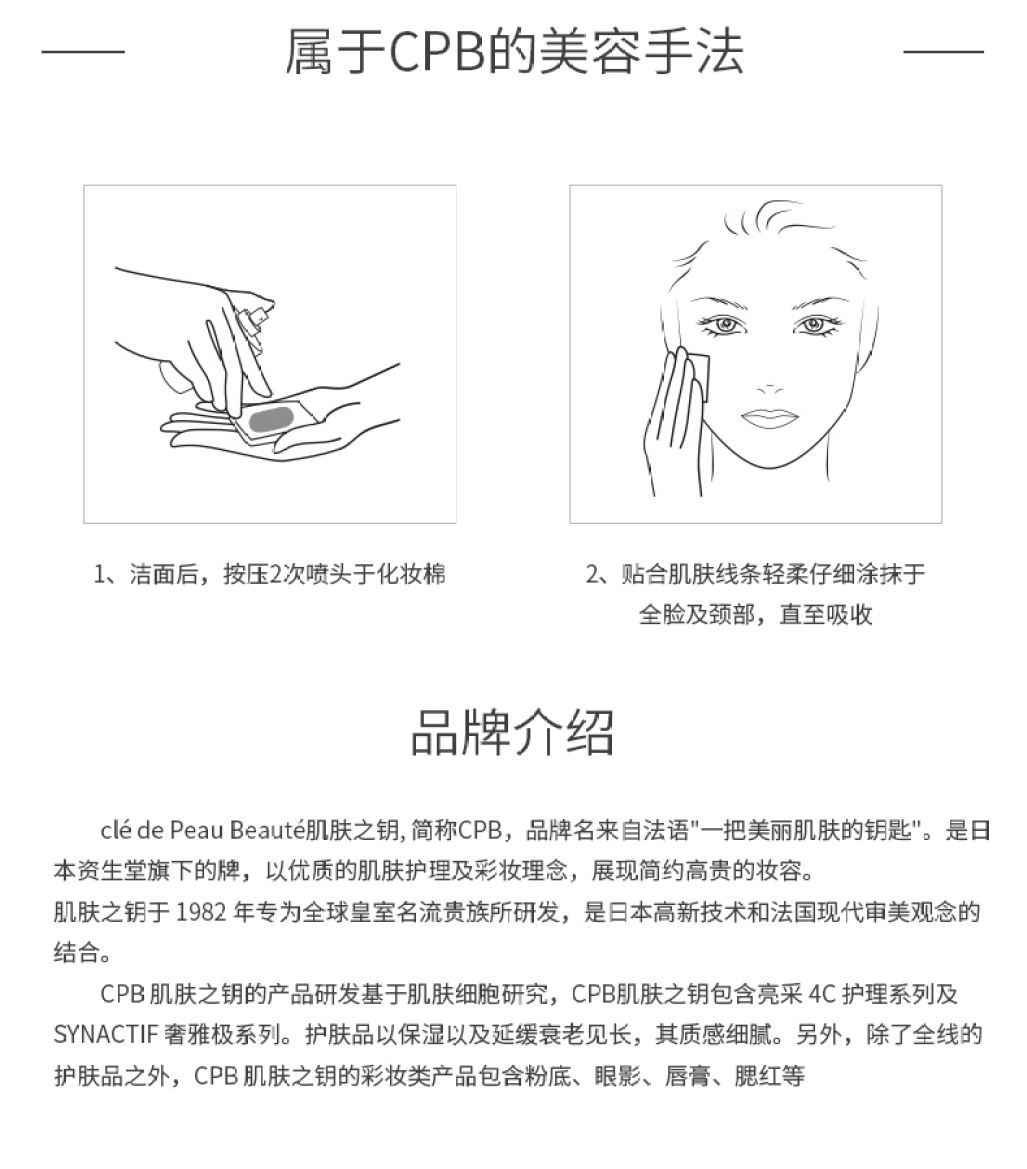 属于CPB的美容手法
1、洁面后，按压2次喷头于化妆棉
2、贴合肌肤线条轻柔仔细涂抹于
全脸及颈部，直至吸收
品牌介绍
clé de Peau Beauté肌肤之钥, 简称CPB，品牌名来自法语"一把美丽肌肤的钥匙"。是日
本资生堂旗下的牌，以优质的肌肤护理及彩妆理念，展现简约高贵的妆容。
肌肤之钥于 1982 年专为全球皇室名流贵族所研发，是日本高新技术和法国现代审美观念的
结合。
CPB 肌肤之钥的产品研发基于肌肤细胞研究，CPB肌肤之钥包含亮采 4C 护理系列及
SYNACTIF 奢雅极系列。护肤品以保湿以及延缓衰老见长，其质感细腻。另外，除了全线的
护肤品之外，CPB 肌肤之钥的彩妆类产品包含粉底、眼影、唇膏、腮红等